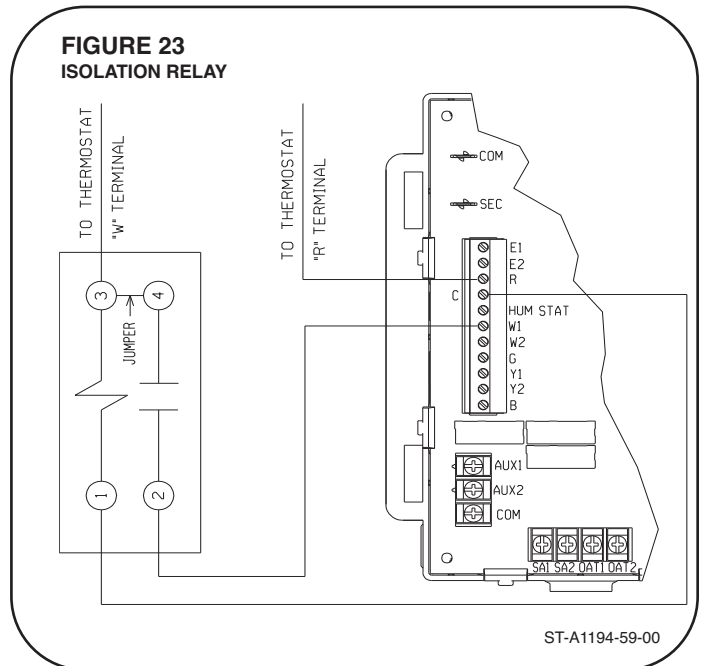 FIGURE 23
ISOLATION RELAY
TO THERMOSTAT
"W" TERMINAL
TO THERMOSTAT
"R" TERMINAL
COM
SEC
E1
E2
R
C
HUM STAT
W1
W2
G
Y1
Y2
B
3
4
JUMPER
1
2
AUX1
AUX2
COM
SA1 SA2 OAT1 OAT2
ST-A1194-59-00